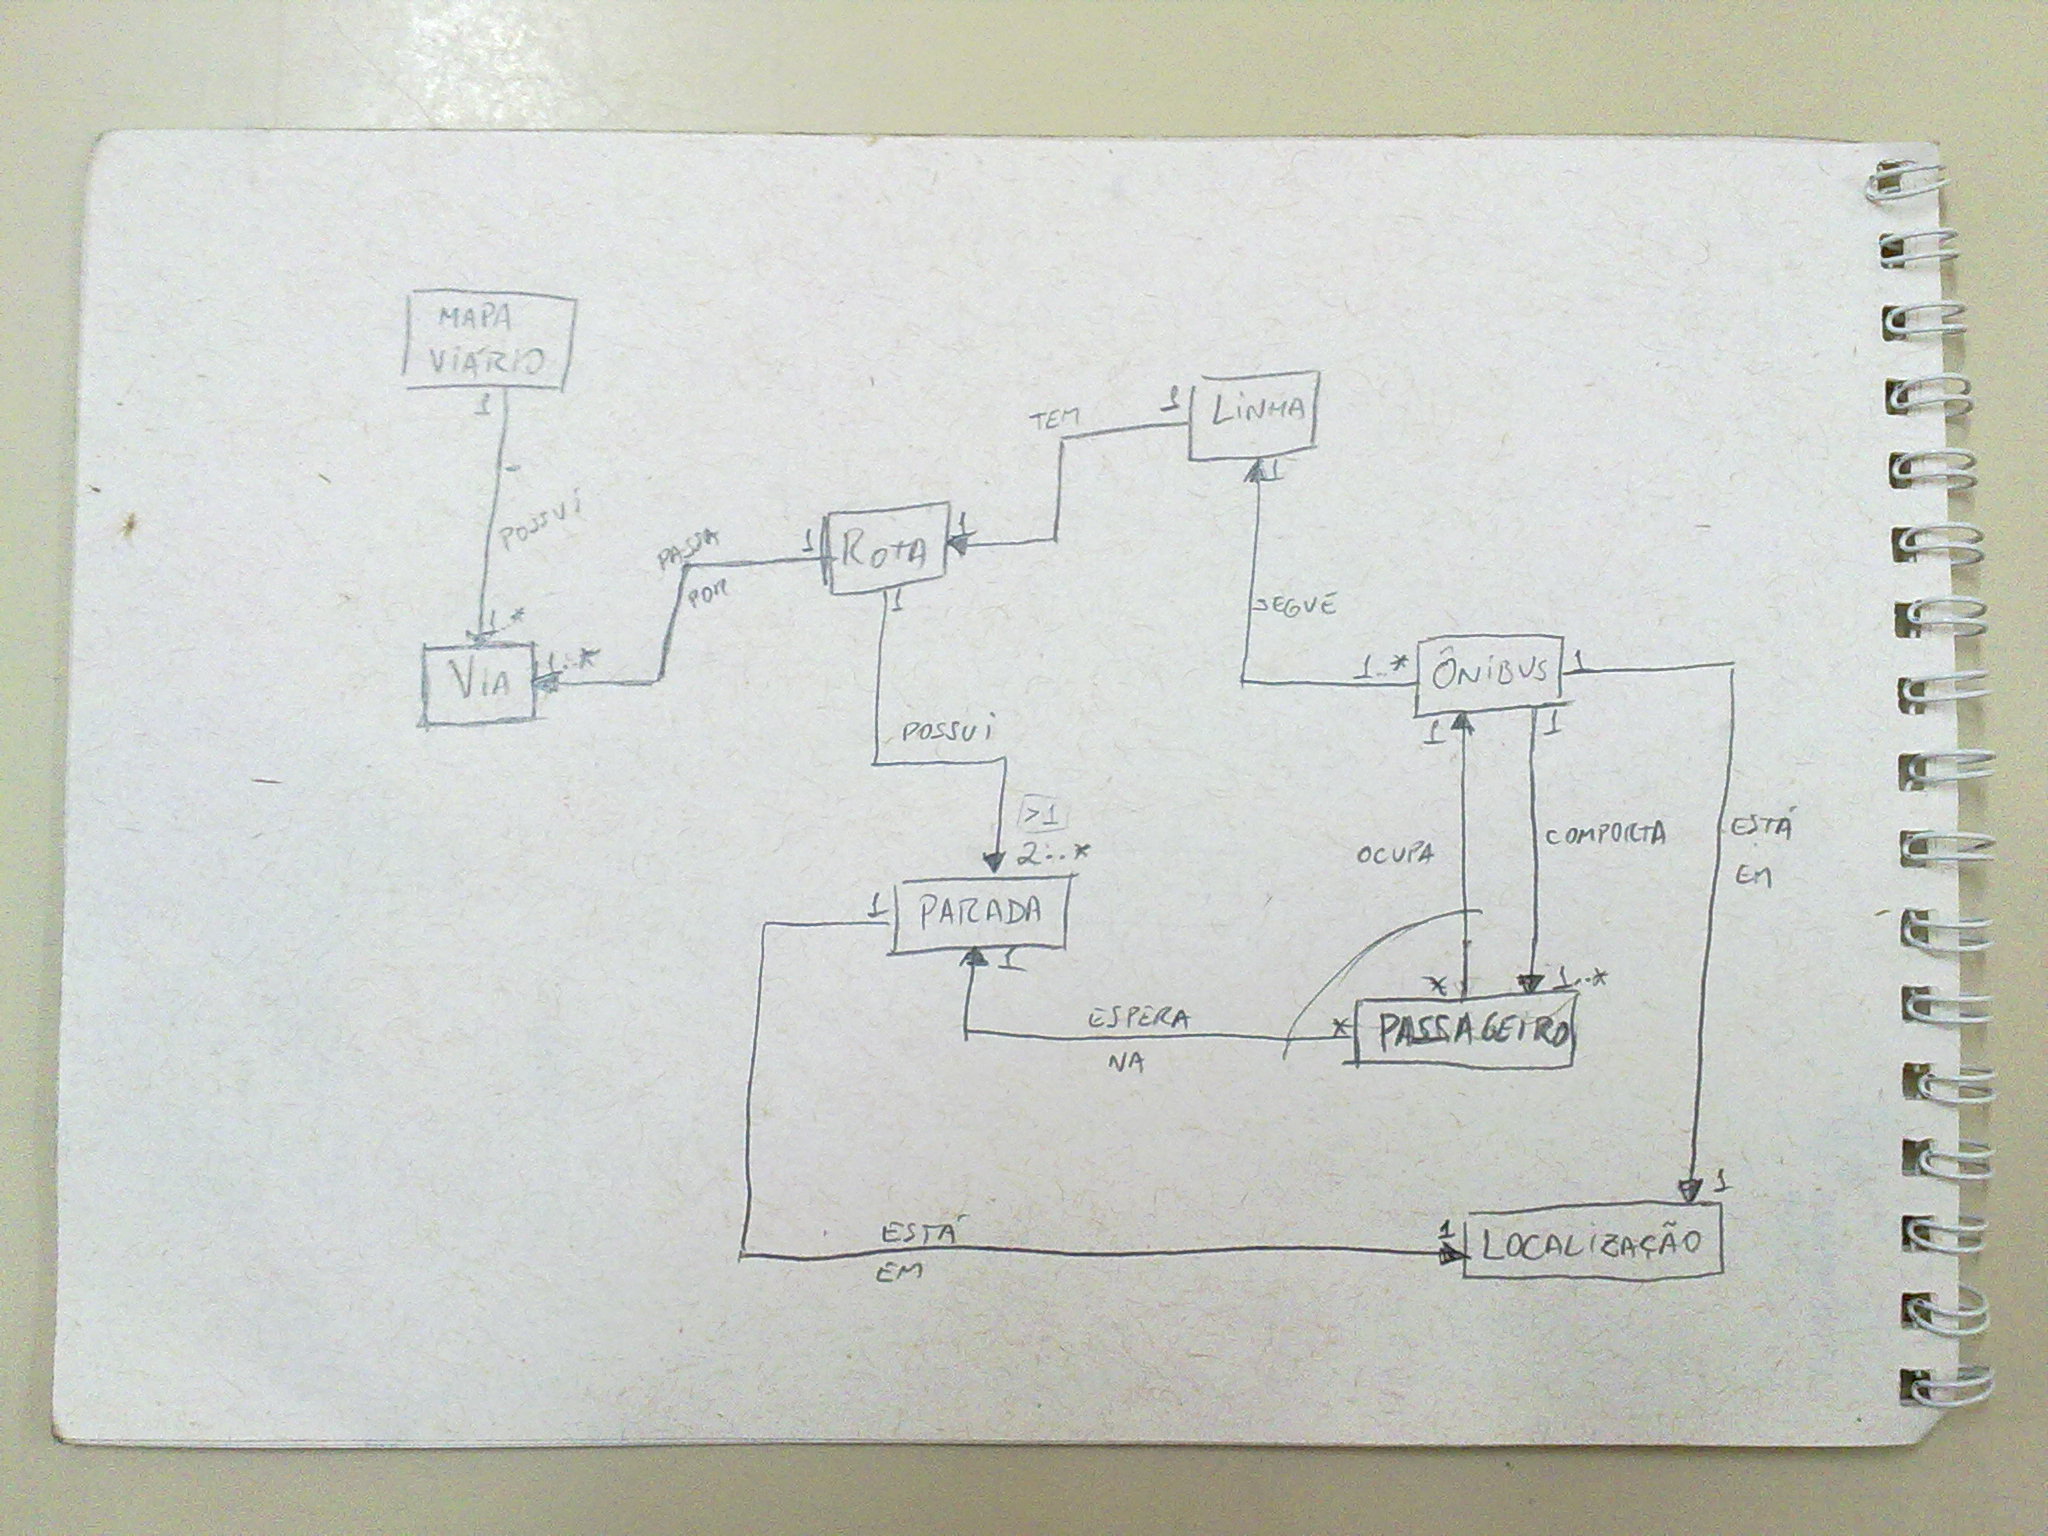 MAPA
VIÁRIO
1
POSSUI
1..*
VIA
1..*
PASSA
POR
1
ROTA
1
1
TEM
1
LINHA
1
SEGUE
1..*
ÔNIBUS
1
1
1
POSSUI
>1
2..*
1
PARADA
1
OCUPA
COMPORTA
ESTÁ
EM
*
1..*
ESPERA
NA
*
PASSAGEIRO
ESTÁ
EM
1
1
LOCALIZAÇÃO